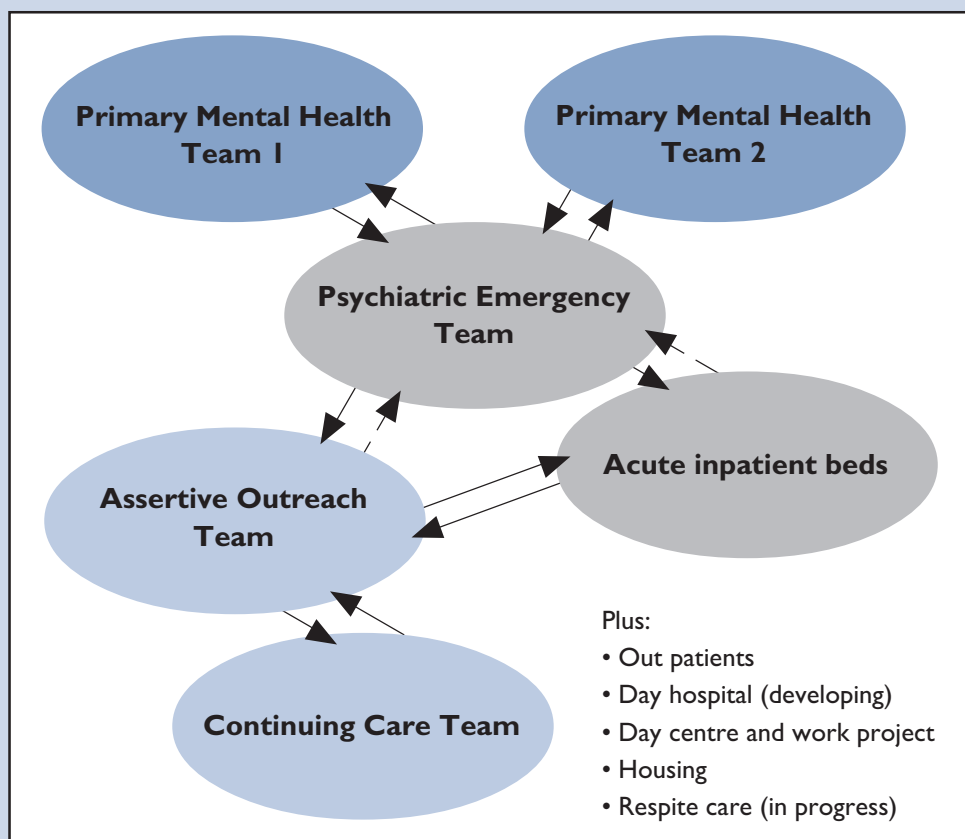 Primary Mental Health
Team 1
Primary Mental Health
Team 2
Psychiatric Emergency
Team
Acute inpatient beds
Assertive Outreach
Team
Continuing Care Team
Plus:
• Out patients
• Day hospital (developing)
• Day centre and work project
• Housing
• Respite care (in progress)